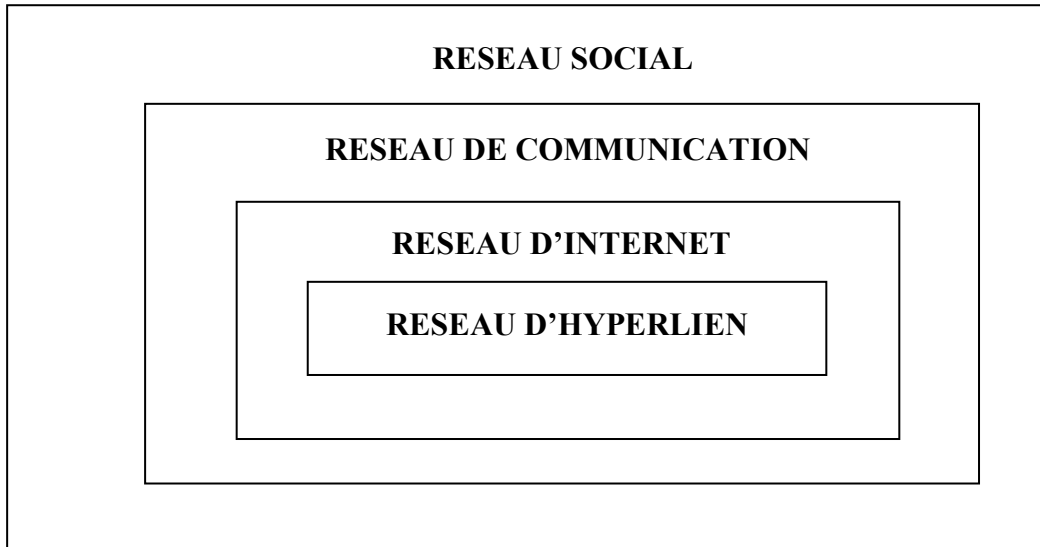 RESEAU SOCIAL
RESEAU DE COMMUNICATION
RESEAU D’INTERNET
RESEAU D’HYPERLIEN